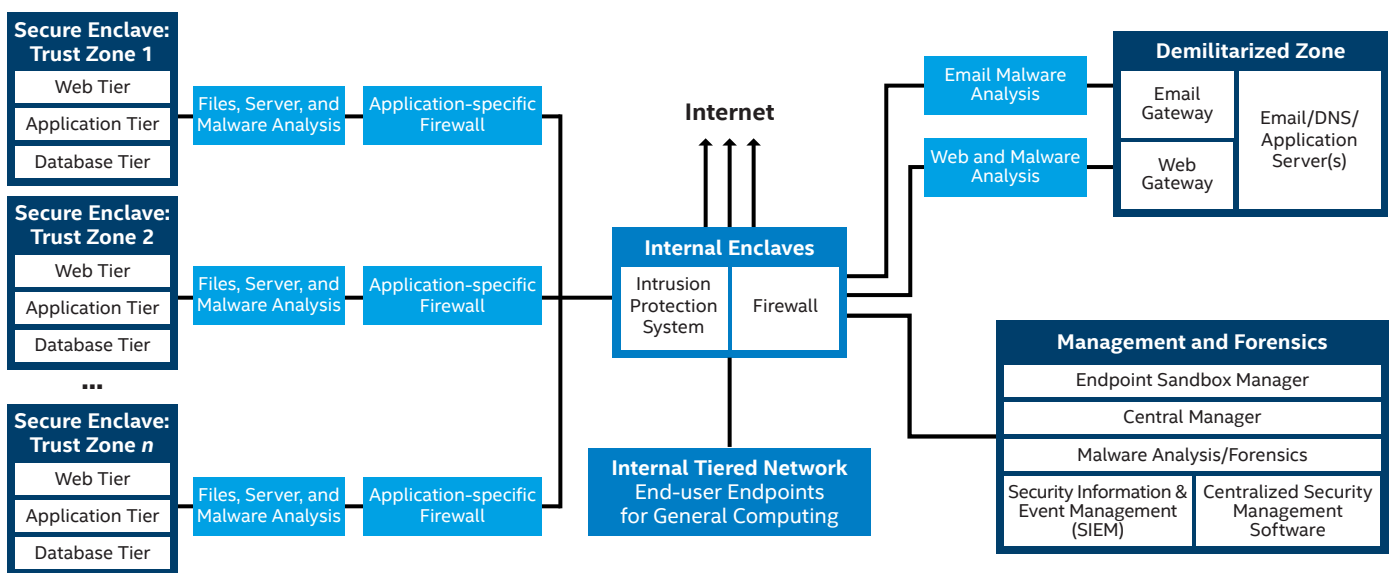 Secure Enclave:
Trust Zone 1
Web Tier
Application Tier
Database Tier
Files, Server, and
Malware Analysis
Application-specific
Firewall
Secure Enclave:
Trust Zone 2
Web Tier
Application Tier
Database Tier
Files, Server, and
Malware Analysis
Application-specific
Firewall
...
Secure Enclave:
Trust Zone n
Web Tier
Application Tier
Database Tier
Files, Server, and
Malware Analysis
Application-specific
Firewall
Internet
Internal Enclaves
Intrusion
Protection
System
Firewall
Internal Tiered Network
End-user Endpoints
for General Computing
Email Malware
Analysis
Web and Malware
Analysis
Demilitarized Zone
Email
Gateway
Web
Gateway
Email/DNS/
Application
Server(s)
Management and Forensics
Endpoint Sandbox Manager
Central Manager
Malware Analysis/Forensics
Security Information &
Event Management
(SIEM)
Centralized Security
Management
Software